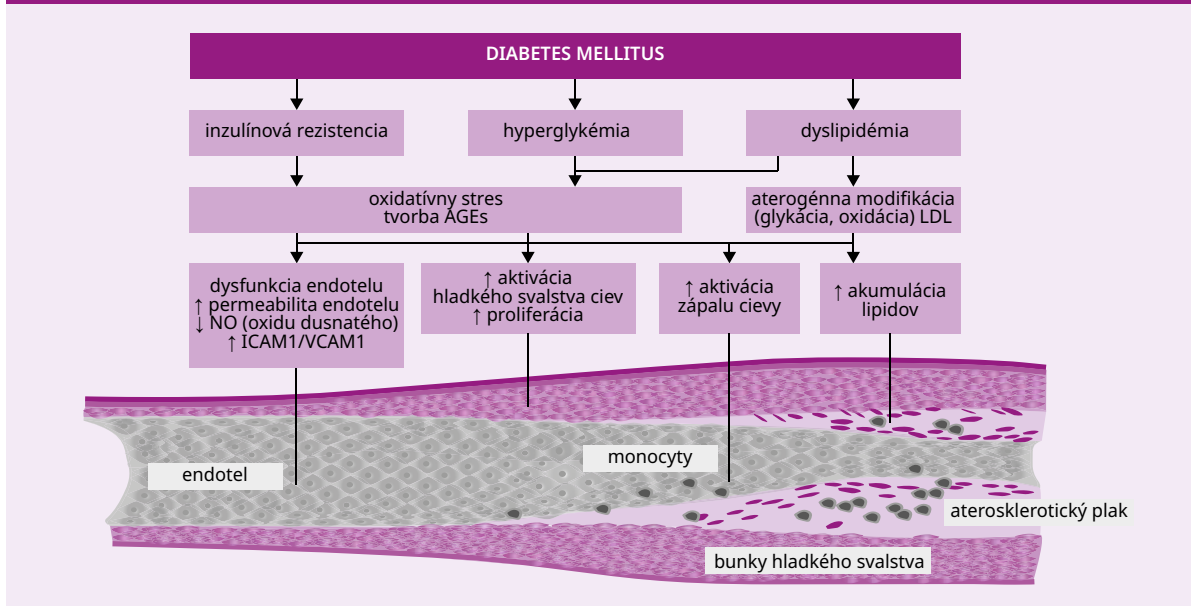 DIABETES MELLITUS
inzulínová rezistencia
hyperglykémia
dyslipidémia
oxidatívny stres
tvorba AGEs
aterogénna modifikácia
(glykácia, oxidácia) LDL
dysfunkcia endotelu
↑ permeabilita endotelu
↓ NO (oxidu dusnatého)
↑ ICAM1/VCAM1
↑ aktivácia
hladkého svalstva ciev
↑ proliferácia
↑ aktivácia
zápalu cievy
↑ akumulácia
lipidov
endotel
monocyty
aterosklerotický plak
bunky hladkého svalstva